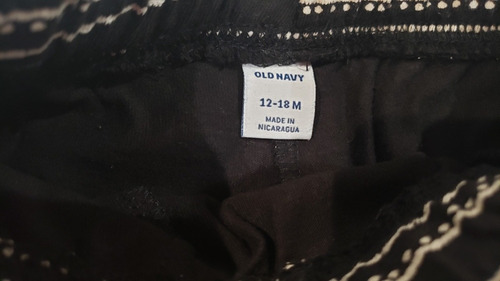 OLD NAVY
12-18 M
MADE IN
NICARAGUA